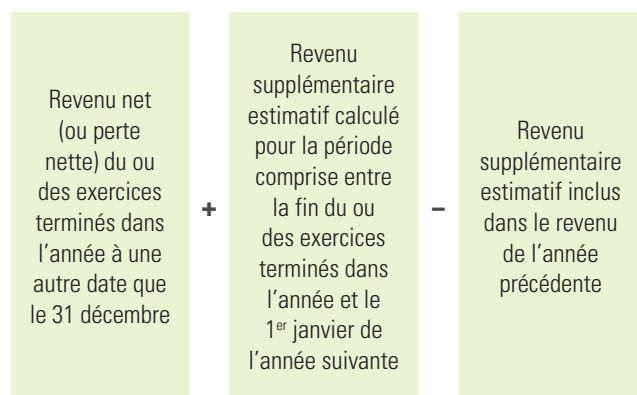 Revenu net
(ou perte
nette) du ou
des exercices
terminés dans
l'année à une
autre date que
le 31 décembre
+
Revenu
supplémentaire
estimatif calculé
pour la période
comprise entre
la fin du ou
des exercices
terminés dans
l'année et le
1er janvier de
l'année suivante
–
Revenu
supplémentaire
estimatif inclus
dans le revenu
de l'année
précédente